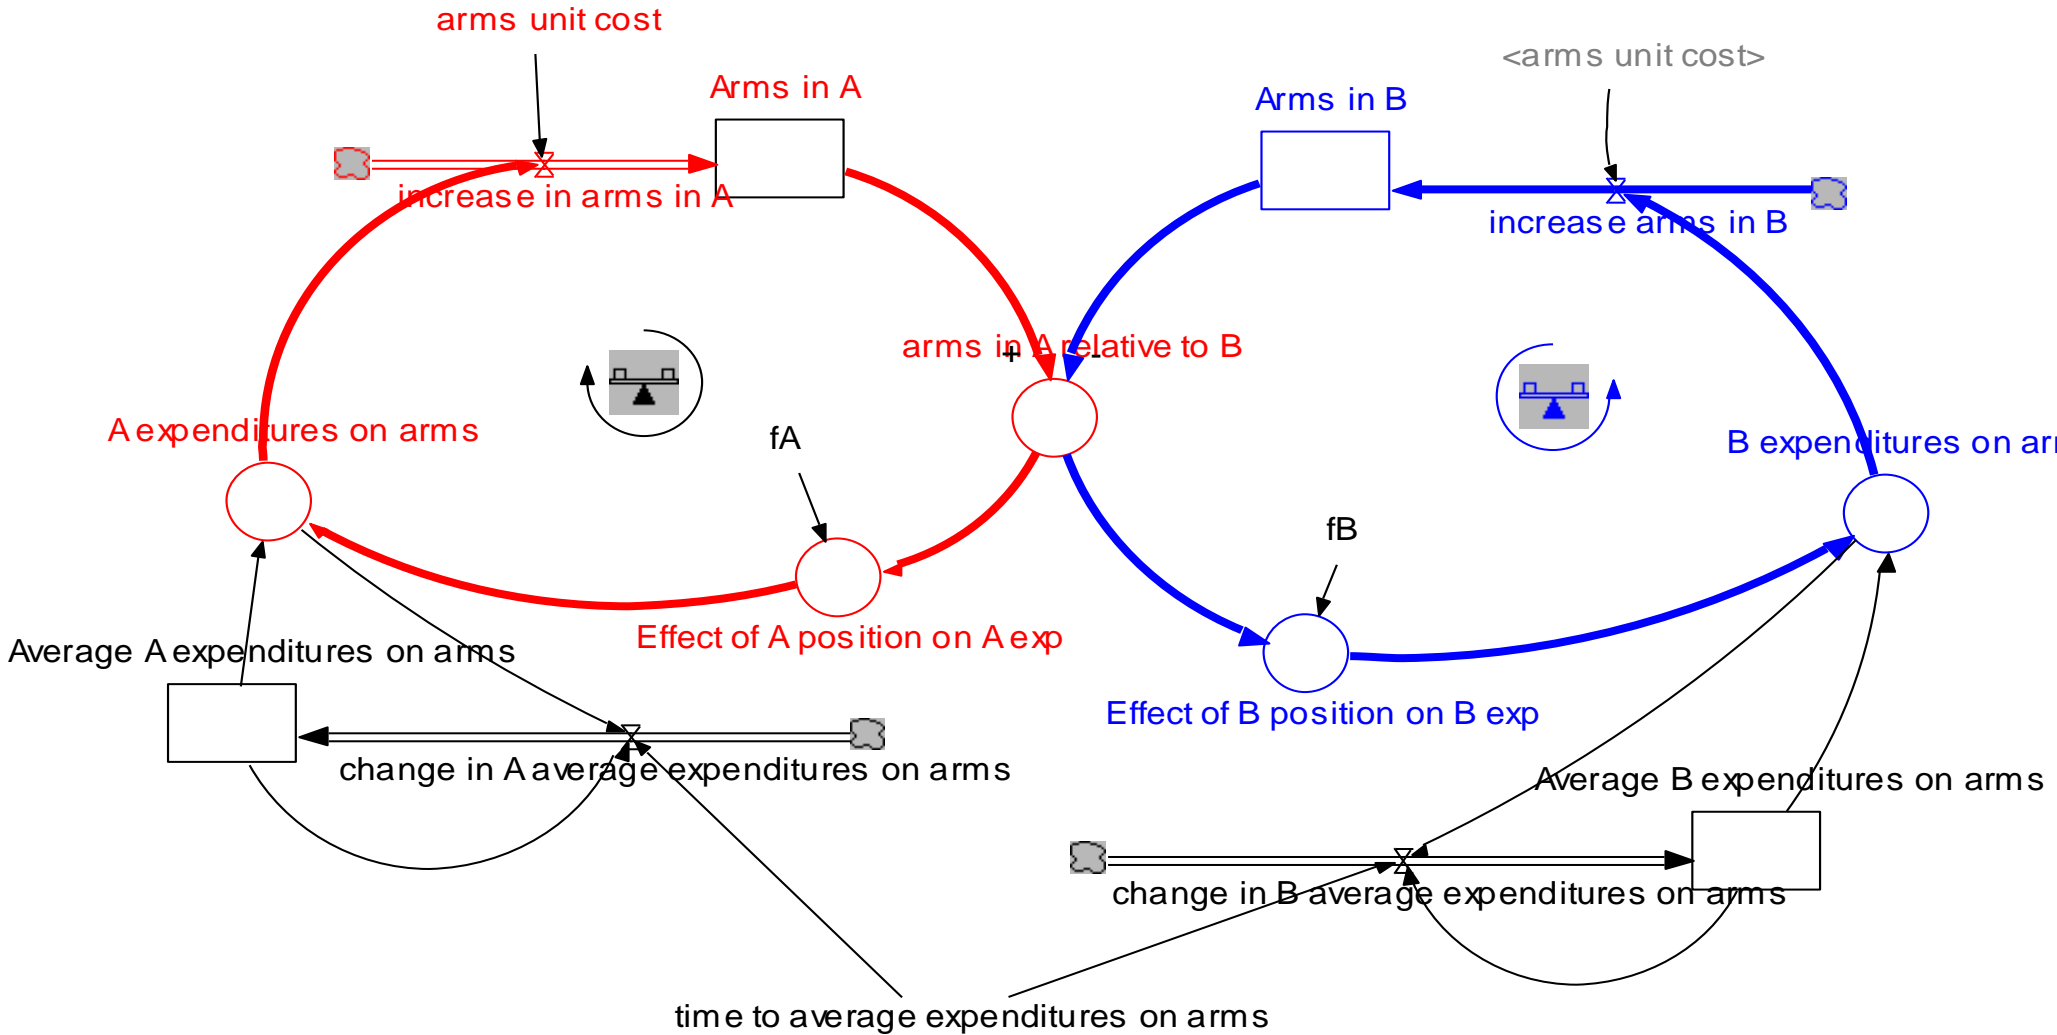 arms unit cost
<arms unit cost>
Arms in A
Arms in B
increase in arms in A
increase arms in B
arms in A relative to B
+
-
A expenditures on arms
fA
B expenditures on arr
fB
Effect of A position on A exp
Average A expenditures on arms
Effect of B position on B exp
change in A average expenditures on arms
Average B expenditures on arms
change in B average expenditures on arms
time to average expenditures on arms